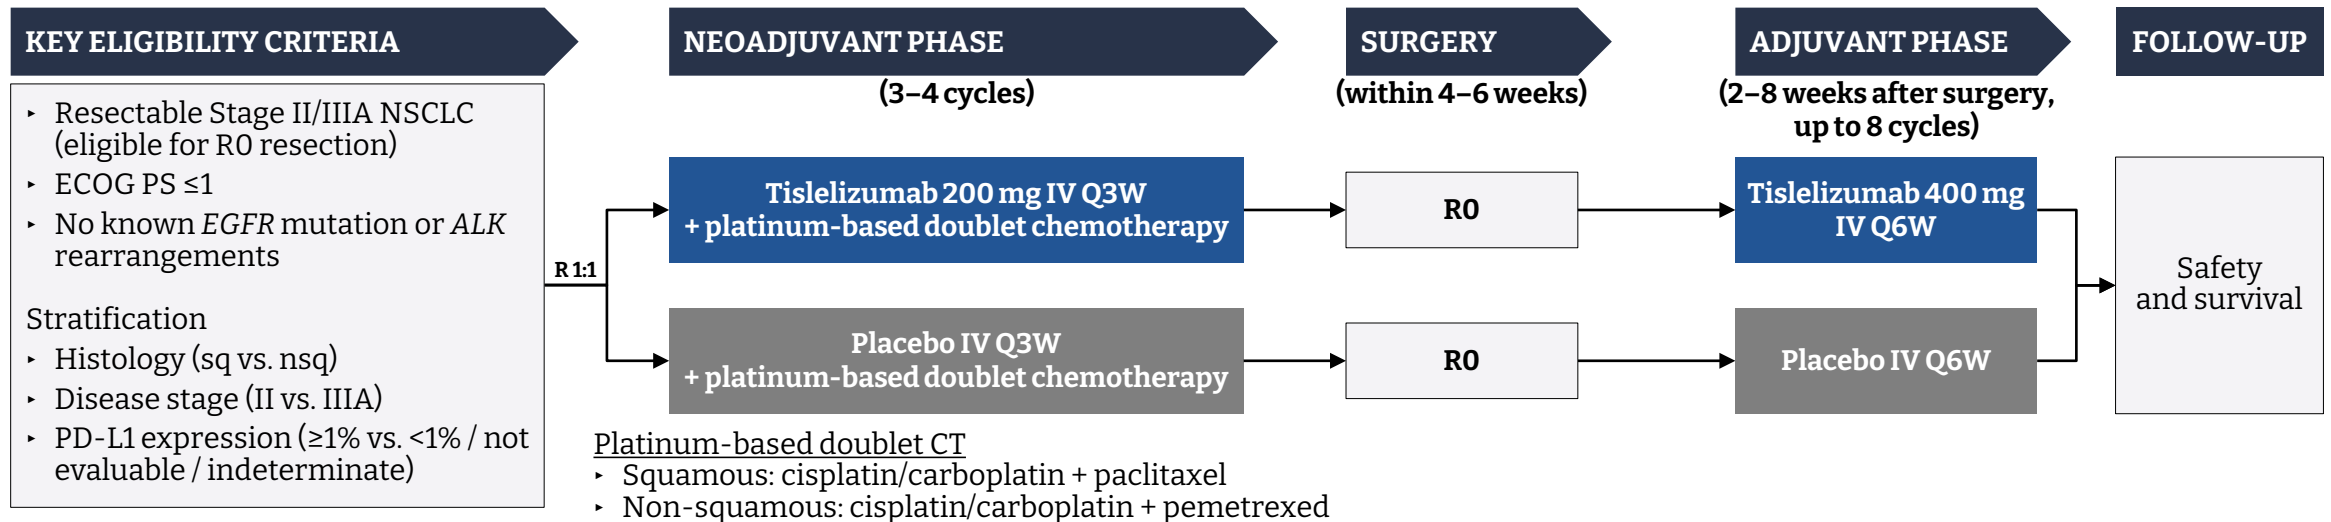 KEY ELIGIBILITY CRITERIA
‣ Resectable Stage II/IIIA NSCLC
(eligible for R0 resection)
‣ ECOG PS ≤1
‣ No known EGFR mutation or ALK
rearrangements
Stratification
‣ Histology (sq vs. nsq)
‣ Disease stage (II vs. IIIA)
‣ PD-L1 expression (≥1% vs. <1% / not
evaluable / indeterminate)
R 1:1
NEOADJUVANT PHASE
(3–4 cycles)
Tislelizumab 200 mg IV Q3W
+ platinum-based doublet chemotherapy
Placebo IV Q3W
+ platinum-based doublet chemotherapy
Platinum-based doublet CT
‣ Squamous: cisplatin/carboplatin + paclitaxel
‣ Non-squamous: cisplatin/carboplatin + pemetrexed
SURGERY
(within 4–6 weeks)
R0
R0
ADJUVANT PHASE
(2–8 weeks after surgery,
up to 8 cycles)
Tislelizumab 400 mg
IV Q6W
Placebo IV Q6W
FOLLOW-UP
Safety
and survival